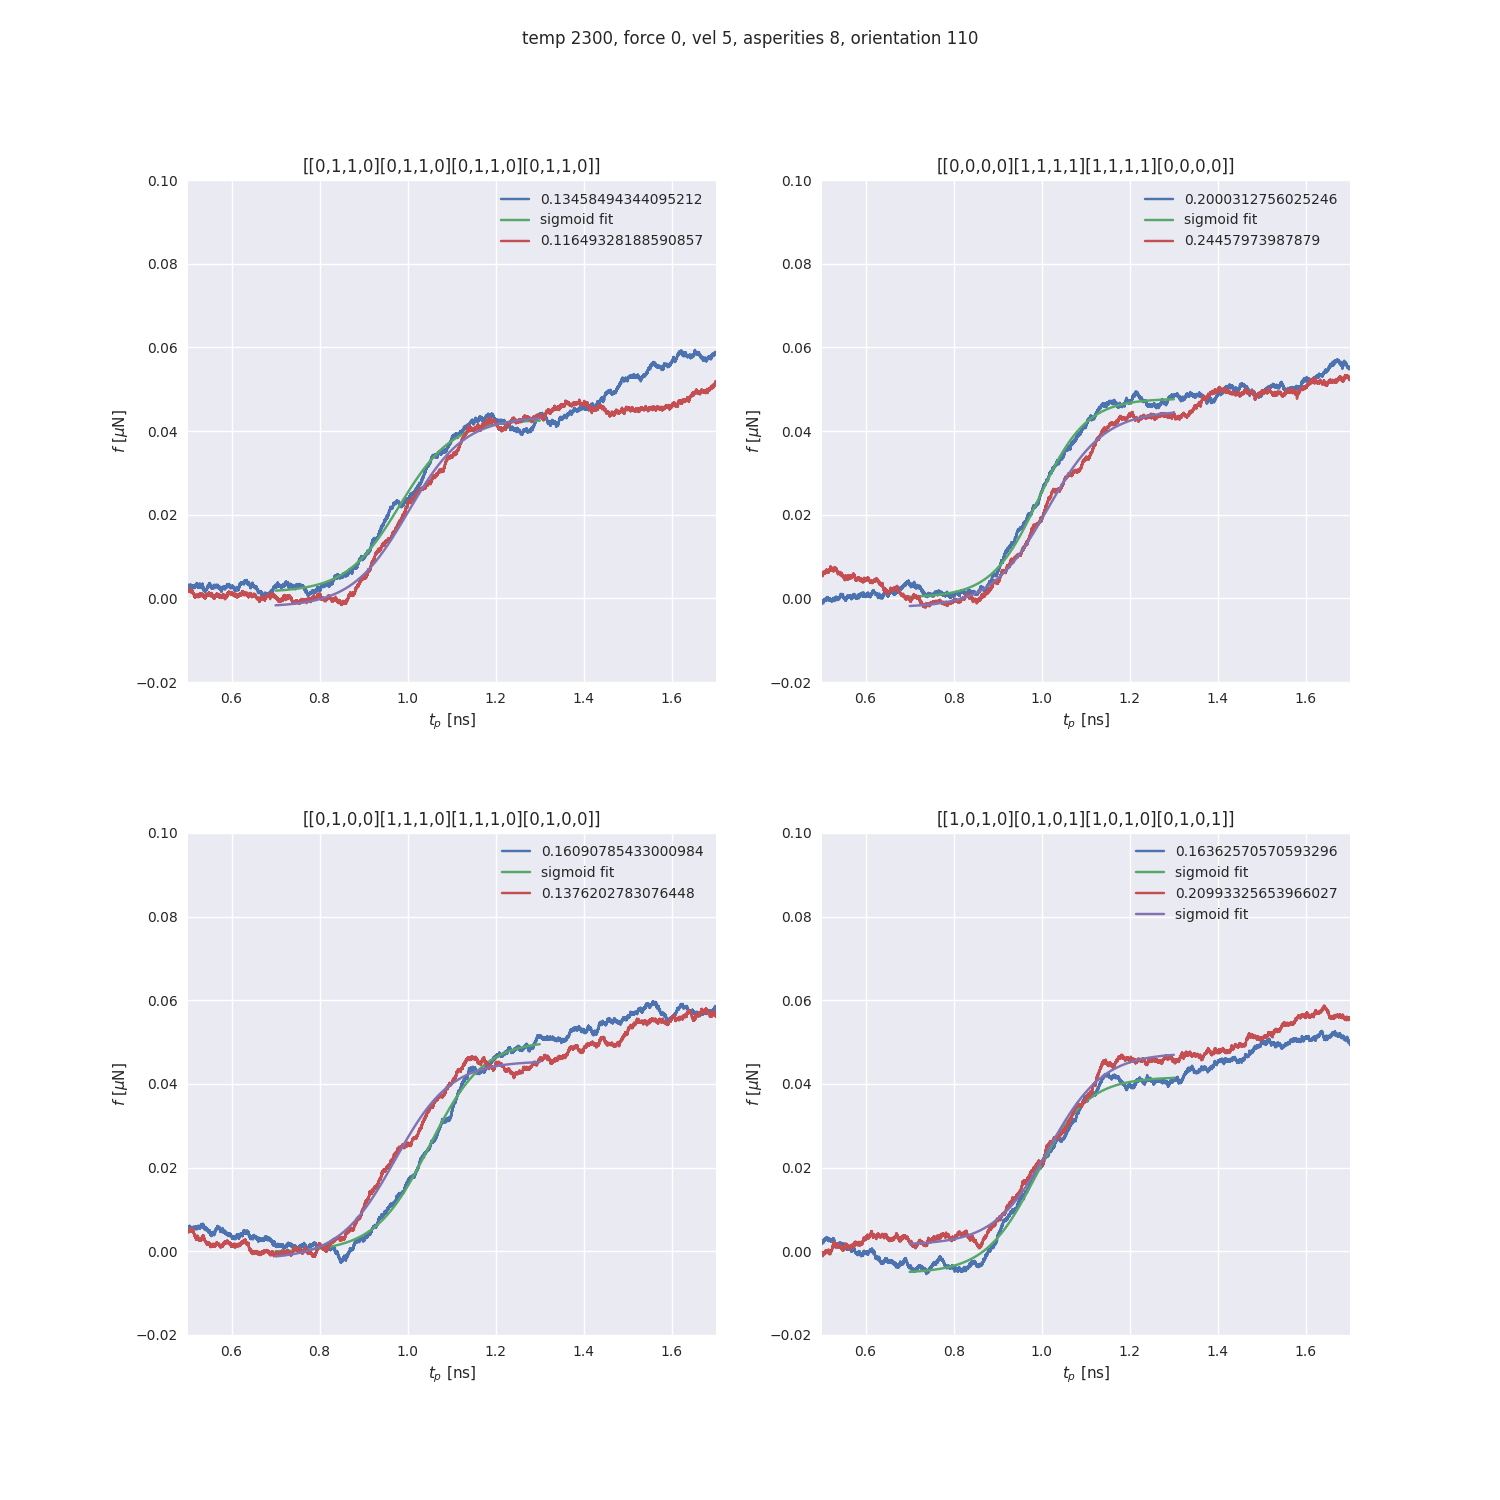 temp 2300, force 0, vel 5, asperities 8, orientation 110
[[0,1,1,0][0,1,1,0][0,1,1,0][0,1,1,0]]
0.10
0.08
0.06
0.04
0.02
0.00
−0.02
f [μN]
0.13458494344095212
sigmoid fit
0.11649328188590857
0.6 0.8 1.0 1.2 1.4 1.6
t_p [ns]
[[0,0,0,0][1,1,1,1][1,1,1,1][0,0,0,0]]
0.10
0.08
0.06
0.04
0.02
0.00
−0.02
f [μN]
0.2000312756025246
sigmoid fit
0.24457973987879
0.6 0.8 1.0 1.2 1.4 1.6
t_p [ns]
[[0,1,0,0][1,1,1,0][1,1,1,0][0,1,0,0]]
0.10
0.08
0.06
0.04
0.02
0.00
−0.02
f [μN]
0.16090785433000984
sigmoid fit
0.1376202783076448
0.6 0.8 1.0 1.2 1.4 1.6
t_p [ns]
[[1,0,1,0][0,1,0,1][1,0,1,0][0,1,0,1]]
0.10
0.08
0.06
0.04
0.02
0.00
−0.02
f [μN]
0.16362570570593296
sigmoid fit
0.20993325653966027
sigmoid fit
0.6 0.8 1.0 1.2 1.4 1.6
t_p [ns]